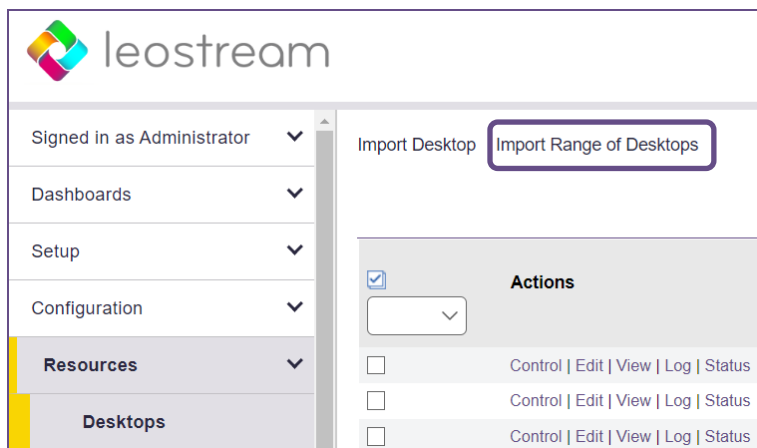 leostream
Signed in as Administrator
Dashboards
Setup
Configuration
Resources
Desktops
Import Desktop Import Range of Desktops
Actions
Control | Edit | View | Log | Status
Control | Edit | View | Log | Status
Control | Edit | View | Log | Status